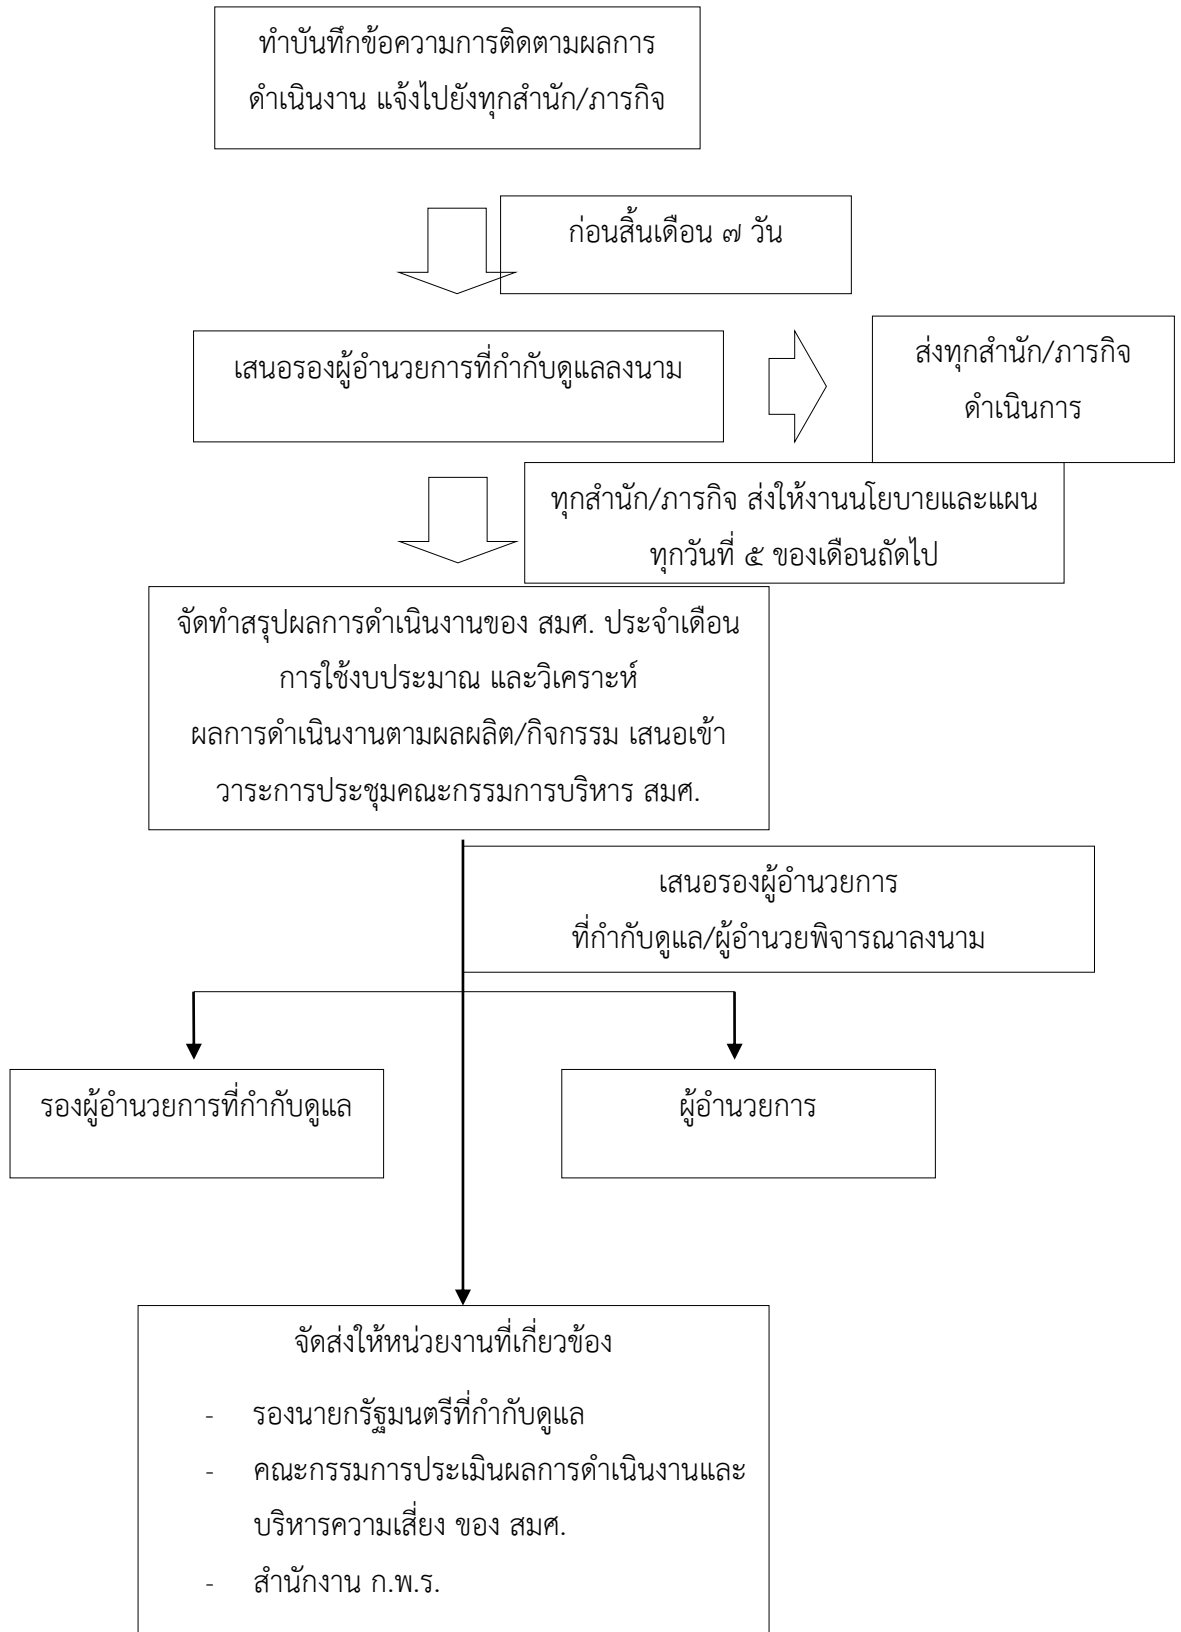 ทำบันทึกข้อความการติดตามผลการ
ดำเนินงาน แจ้งไปยังทุกสำนัก/ภารกิจ
ก่อนสิ้นเดือน ๗ วัน
เสนอรองผู้อำนวยการที่กำกับดูแลลงนาม
ส่งทุกสำนัก/ภารกิจ
ดำเนินการ
ทุกสำนัก/ภารกิจ ส่งให้งานนโยบายและแผน
ทุกวันที่ ๕ ของเดือนถัดไป
จัดทำสรุปผลการดำเนินงานของ สมศ. ประจำเดือน
การใช้งบประมาณ และวิเคราะห์
ผลการดำเนินงานตามผลผลิต/กิจกรรม เสนอเข้า
วาระการประชุมคณะกรรมการบริหาร สมศ.
เสนอรองผู้อำนวยการ
ที่กำกับดูแล/ผู้อำนวยพิจารณาลงนาม
รองผู้อำนวยการที่กำกับดูแล
ผู้อำนวยการ
จัดส่งให้หน่วยงานที่เกี่ยวข้อง
- รองนายกรัฐมนตรีที่กำกับดูแล
- คณะกรรมการประเมินผลการดำเนินงานและ
บริหารความเสี่ยง ของ สมศ.
- สำนักงาน ก.พ.ร.